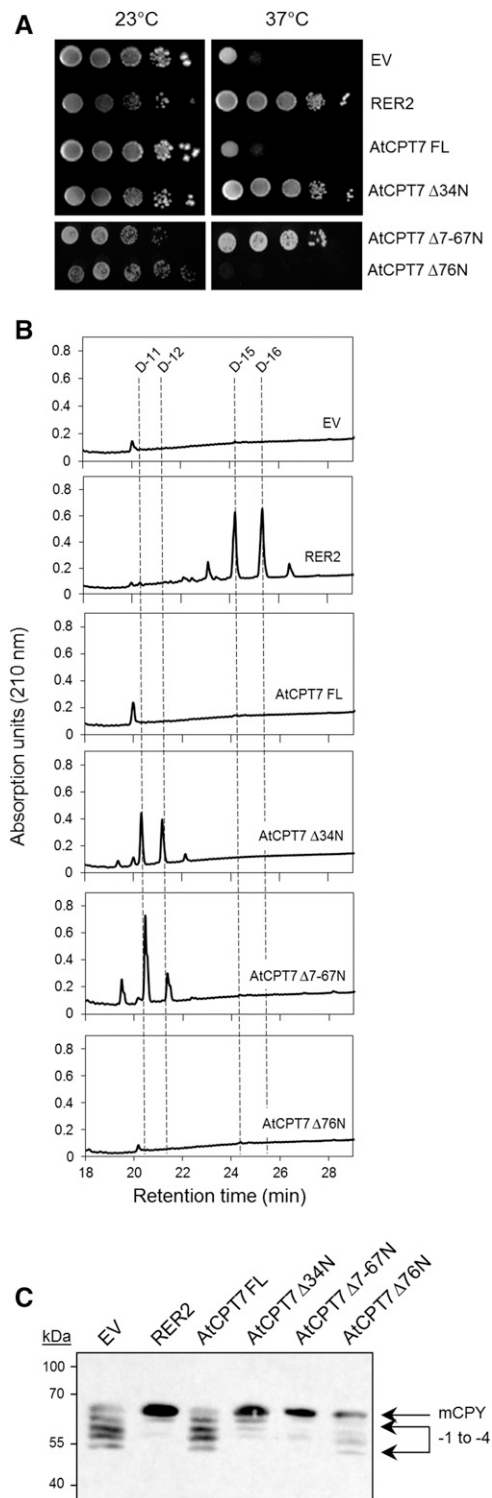 A
23°C 37°C
EV
RER2
AtCPT7 FL
AtCPT7 Δ34N
AtCPT7 Δ7-67N
AtCPT7 Δ76N
B
D-11 D-12 D-15 D-16
0.8
0.6
0.4
0.2
0
EV
0.8
0.6
0.4
0.2
0
RER2
0.8
0.6
0.4
0.2
0
AtCPT7 FL
0.8
0.6
0.4
0.2
0
AtCPT7 Δ34N
0.8
0.6
0.4
0.2
0
AtCPT7 Δ7-67N
0.8
0.6
0.4
0.2
0
AtCPT7 Δ76N
18 20 22 24 26 28
Absorption units (210 nm)
Retention time (min)
C
kDa EV RER2 AtCPT7 FL AtCPT7 Δ34N AtCPT7 Δ7-67N AtCPT7 Δ76N
100
70
55
40
mCPY
-1 to -4